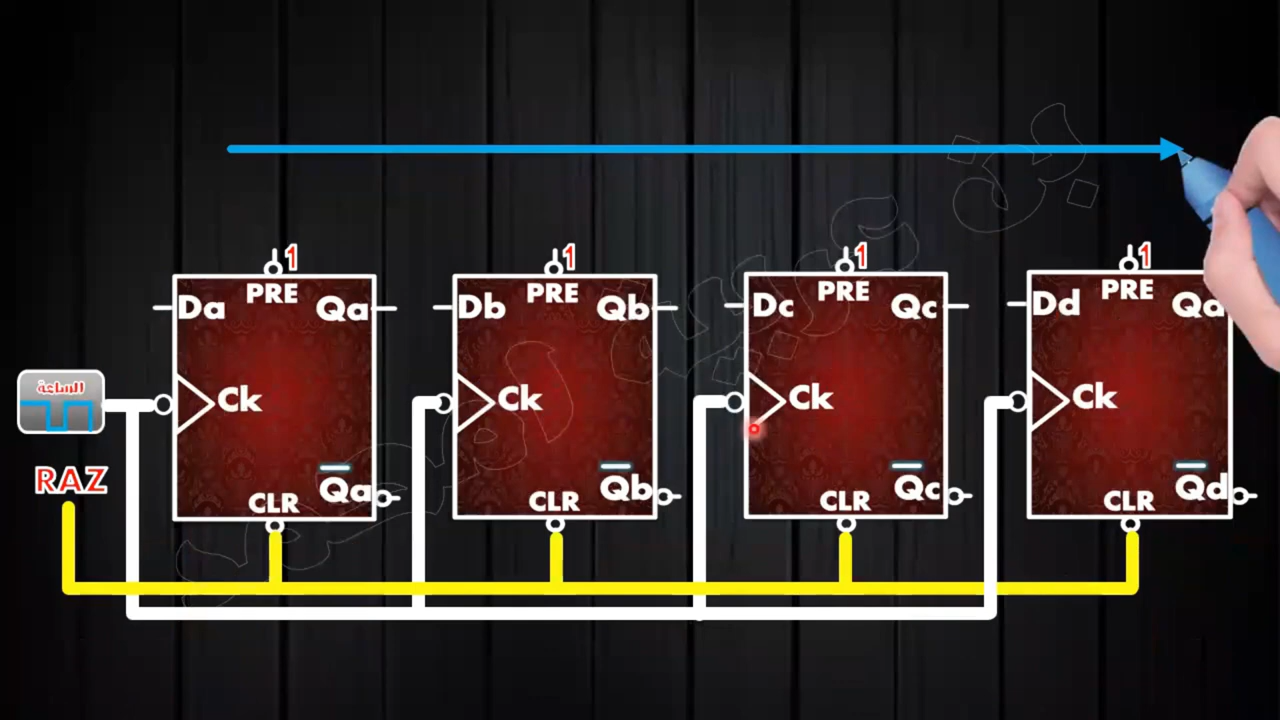 1 1 1 1
PRE PRE PRE PRE
Da Qa Db Qb Dc Qc Dd
الساعة Ck Ck Ck Ck
RAZ Qa Qb Qc Qd
CLR CLR CLR CLR